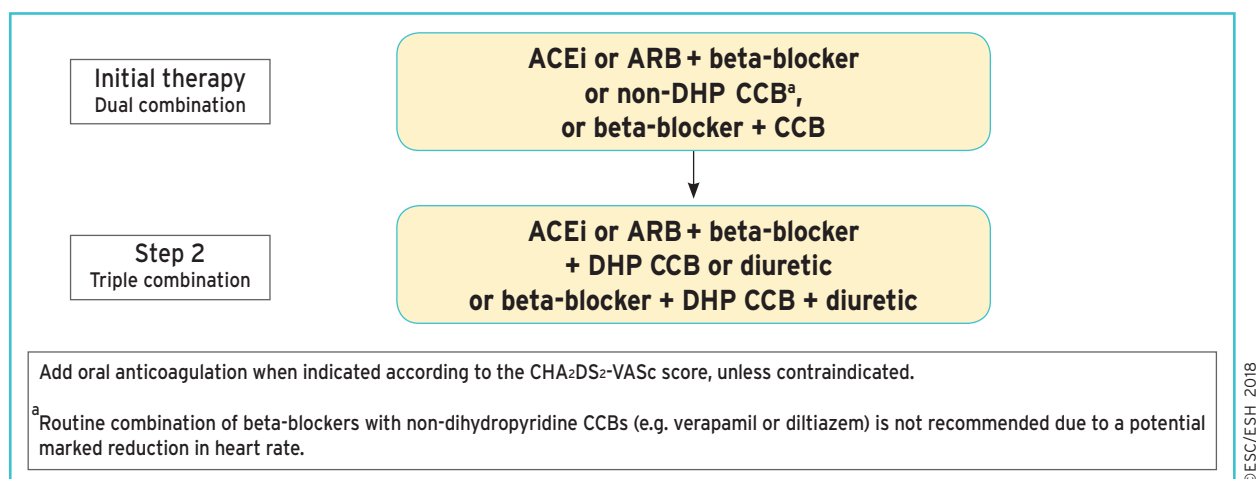 Initial therapy
Dual combination
ACEi or ARB + beta-blocker
or non-DHP CCBᵃ,
or beta-blocker + CCB
Step 2
Triple combination
ACEi or ARB + beta-blocker
+ DHP CCB or diuretic
or beta-blocker + DHP CCB + diuretic
Add oral anticoagulation when indicated according to the CHA₂DS₂-VASc score, unless contraindicated.
ᵃRoutine combination of beta-blockers with non-dihydropyridine CCBs (e.g. verapamil or diltiazem) is not recommended due to a potential
marked reduction in heart rate.
©ESC/ESH 2018